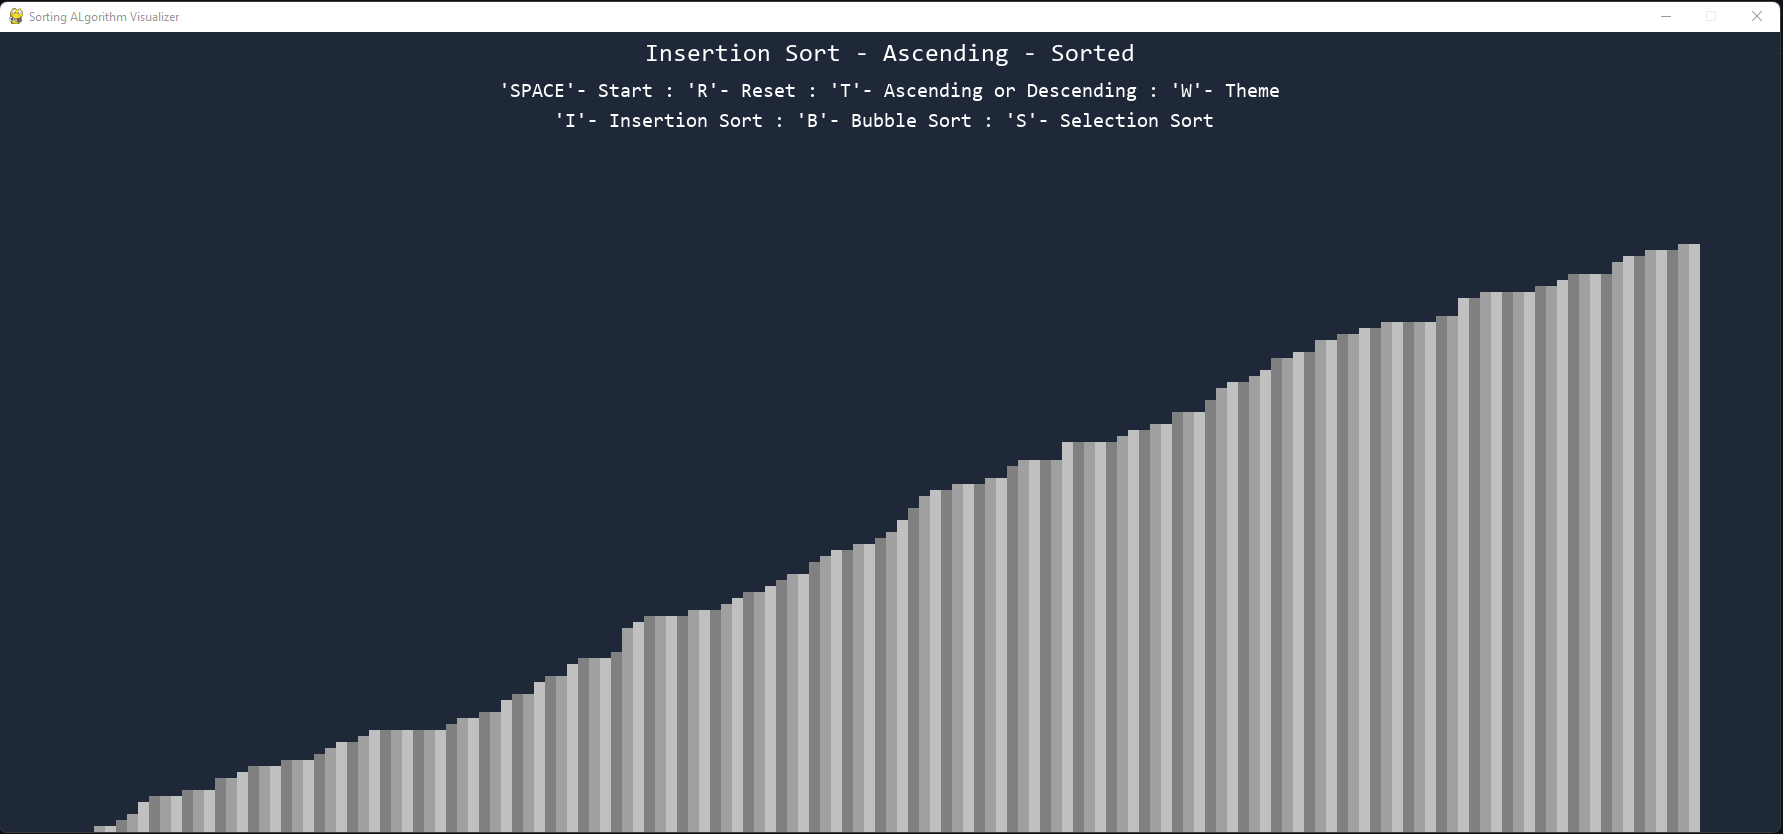 Sorting ALgorithm Visualizer
Insertion Sort - Ascending - Sorted
'SPACE'- Start : 'R'- Reset : 'T'- Ascending or Descending : 'W'- Theme
'I'- Insertion Sort : 'B'- Bubble Sort : 'S'- Selection Sort